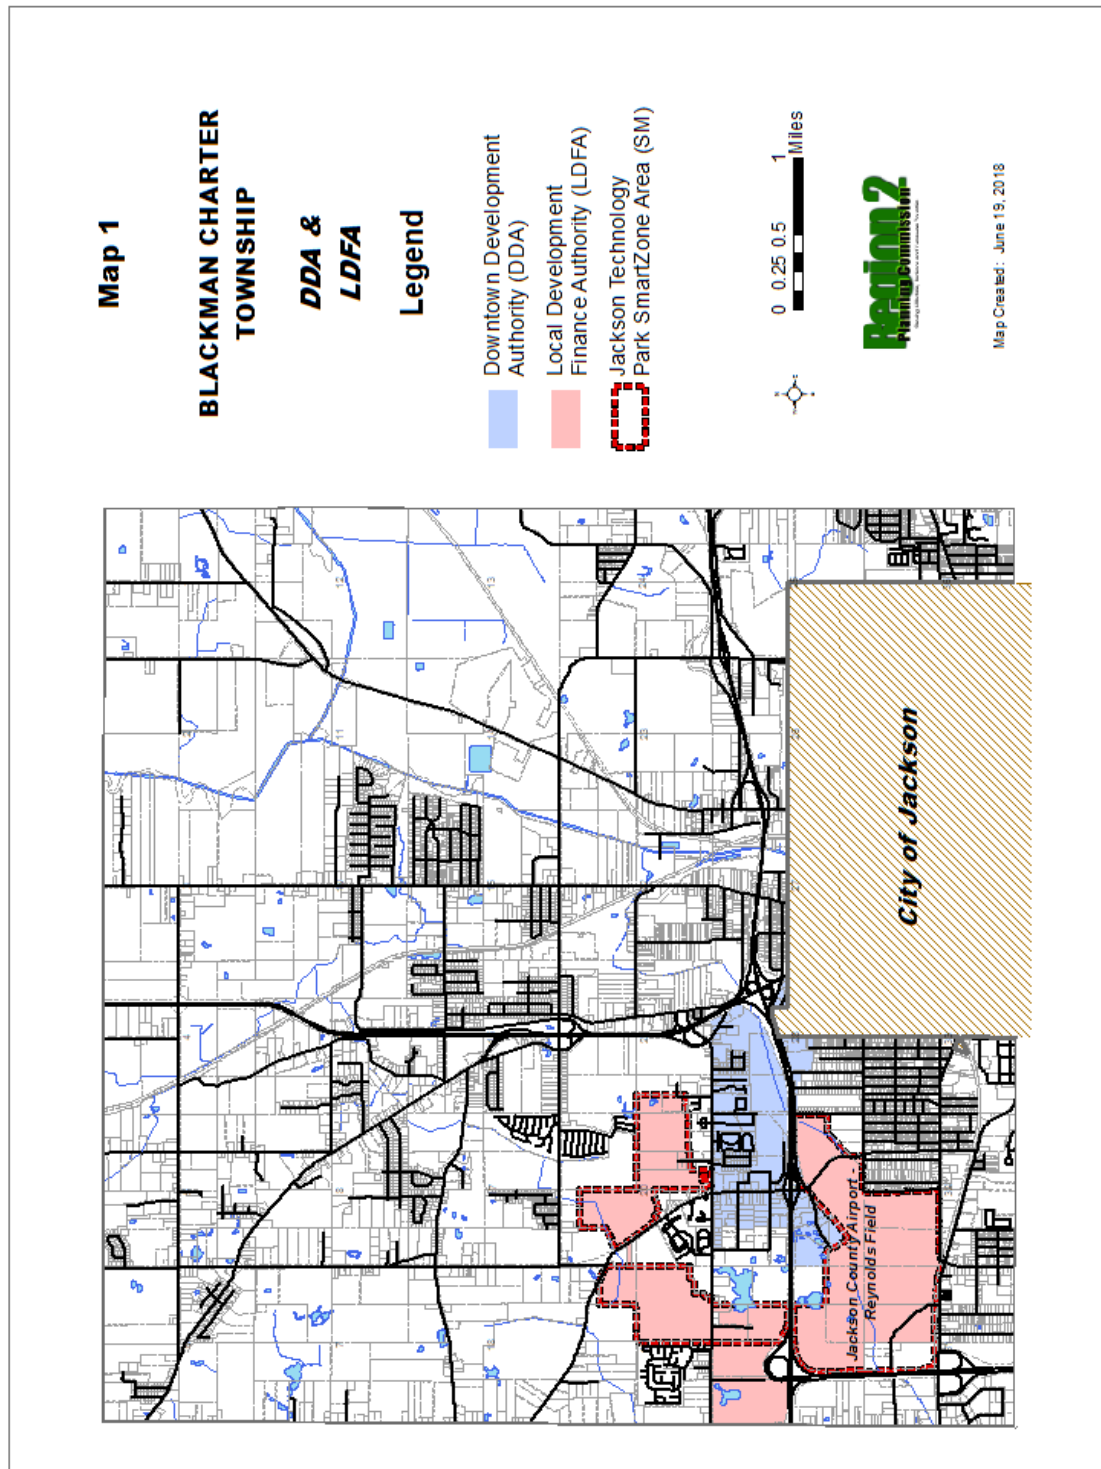 Map 1
BLACKMAN CHARTER
TOWNSHIP
DDA &
LDFA
Legend
Downtown Development
Authority (DDA)
Local Development
Finance Authority (LDFA)
Jackson Technology
Park SmartZone Area (SM)
0 0.25 0.5 1
Miles
Region 2
Planning Commission
Map Created: June 19, 2018
City of Jackson
Jackson County Airport -
Reynolds Field